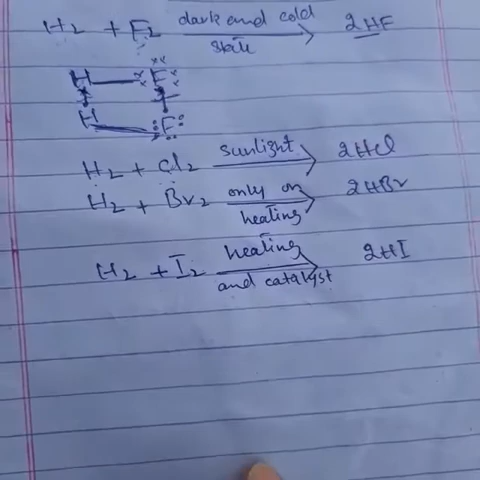 H2 + F2 dark and cold state → 2HF
H — F
H — F
H2 + Cl2 sunlight → 2HCl
H2 + Br2 only on heating → 2HBr
H2 + I2 heating and catalyst → 2HI